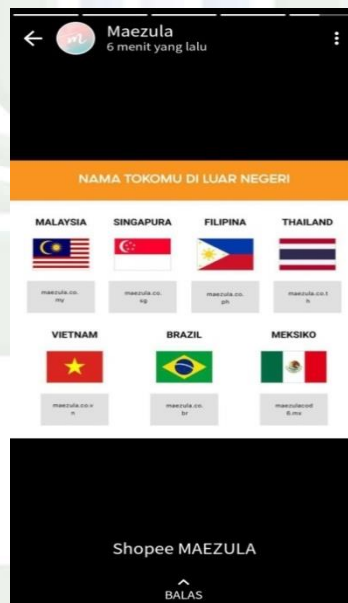 Maezula
6 menit yang lalu
NAMA TOKOMU DI LUAR NEGERI
MALAYSIA SINGAPURA FILIPINA THAILAND
maezula.co. maezula.co. maezula.co. maezula.co.t
my sg ph h
VIETNAM BRAZIL MEKSIKO
maezula.co.v maezula.co. maezulacod
n br 6.mx
Shopee MAEZULA
BALAS